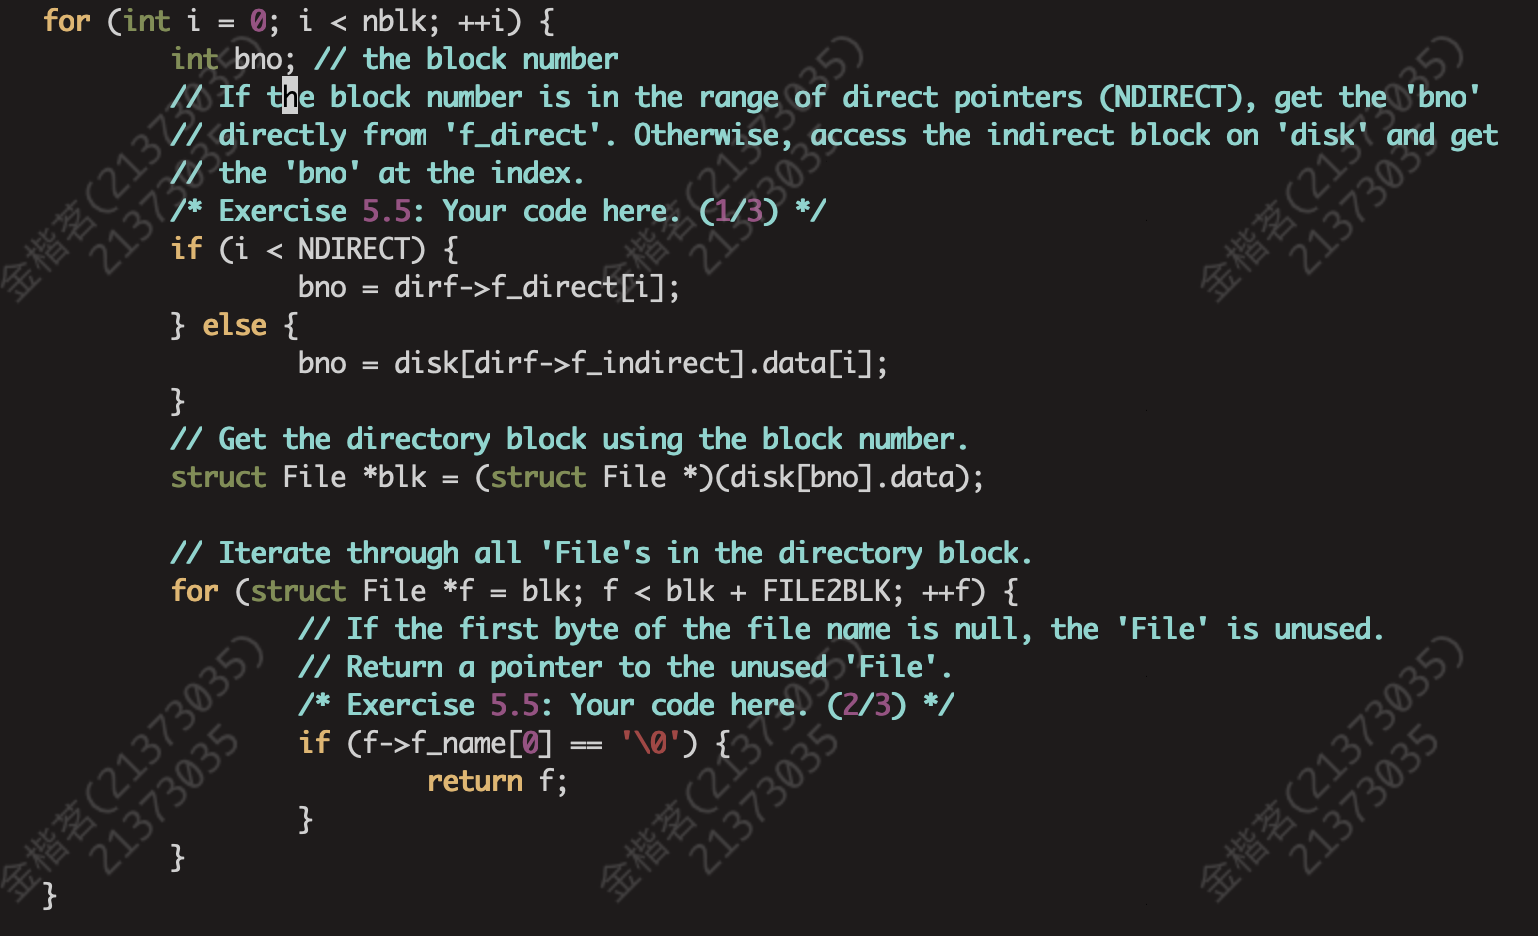 for (int i = 0; i < nblk; ++i) {
int bno; // the block number
// If the block number is in the range of direct pointers (NDIRECT), get the 'bno'
// directly from 'f_direct'. Otherwise, access the indirect block on 'disk' and get
// the 'bno' at the index.
/* Exercise 5.5: Your code here. (1/3) */
if (i < NDIRECT) {
bno = dirf->f_direct[i];
} else {
bno = disk[dirf->f_indirect].data[i];
}
// Get the directory block using the block number.
struct File *blk = (struct File *)(disk[bno].data);
// Iterate through all 'File's in the directory block.
for (struct File *f = blk; f < blk + FILE2BLK; ++f) {
// If the first byte of the file name is null, the 'File' is unused.
// Return a pointer to the unused 'File'.
/* Exercise 5.5: Your code here. (2/3) */
if (f->f_name[0] == '\0') {
return f;
}
}
}
金楷茗(21373035)
21373035
金楷茗(21373035)
21373035
金楷茗(21373035)
21373035
金楷茗(21373035)
21373035
金楷茗(21373035)
21373035
金楷茗(21373035)
21373035